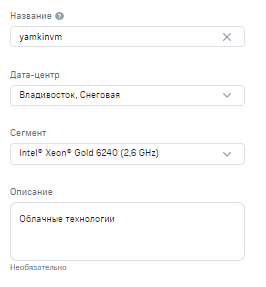 Название
yamkinvm
Дата-центр
Владивосток, Снеговая
Сегмент
Intel® Xeon® Gold 6240 (2,6 GHz)
Описание
Облачные технологии
Необязательно